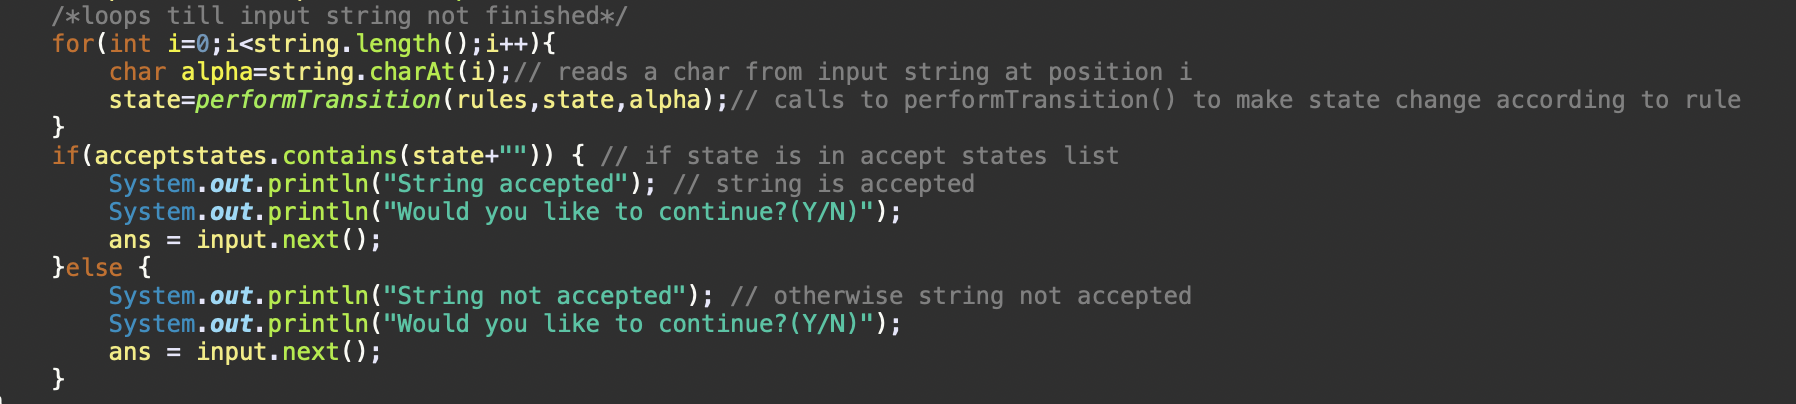 /*loops till input string not finished*/
for(int i=0;i<string.length();i++){
    char alpha=string.charAt(i);// reads a char from input string at position i
    state=performTransition(rules,state,alpha);// calls to performTransition() to make state change according to rule
}
if(acceptstates.contains(state+"")) { // if state is in accept states list
    System.out.println("String accepted"); // string is accepted
    System.out.println("Would you like to continue?(Y/N)");
    ans = input.next();
}else {
    System.out.println("String not accepted"); // otherwise string not accepted
    System.out.println("Would you like to continue?(Y/N)");
    ans = input.next();
}